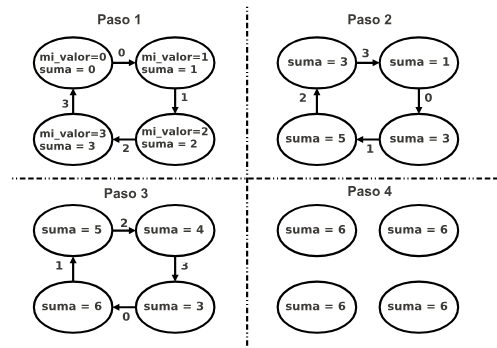 Paso 1
mi_valor=0
suma = 0
0
mi_valor=1
suma = 1
3
1
mi_valor=3
suma = 3
2
mi_valor=2
suma = 2
Paso 2
suma = 3
3
suma = 1
2
0
suma = 5
1
suma = 3
Paso 3
suma = 5
2
suma = 4
1
3
suma = 6
0
suma = 3
Paso 4
suma = 6
suma = 6
suma = 6
suma = 6